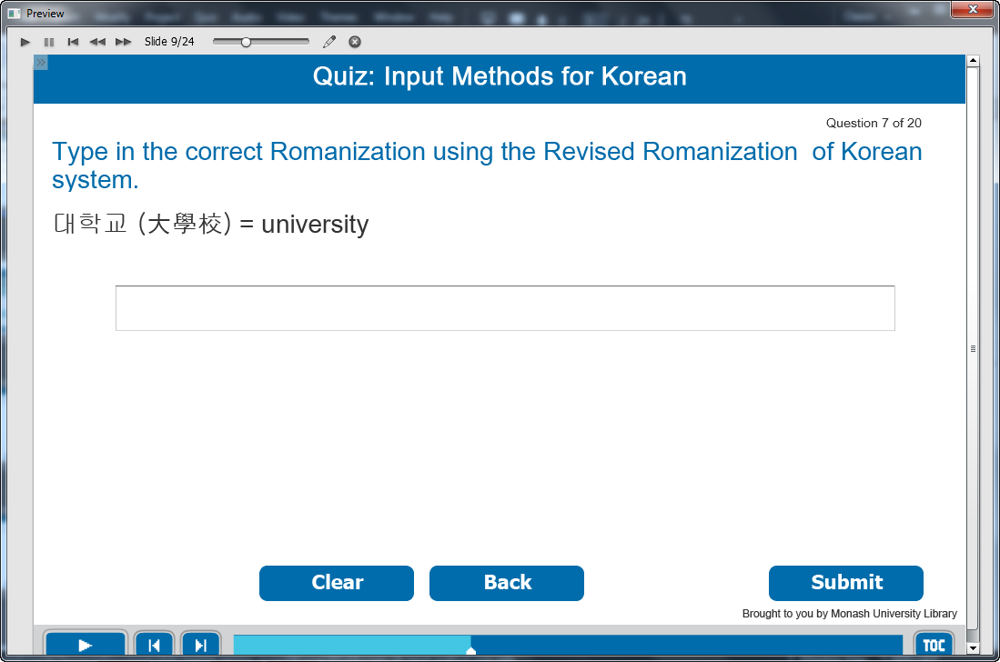 Preview
Slide 9/24
Quiz: Input Methods for Korean
Question 7 of 20
Type in the correct Romanization using the Revised Romanization of Korean
system.
대학교 (大學校) = university
Clear
Back
Submit
Brought to you by Monash University Library
TOC